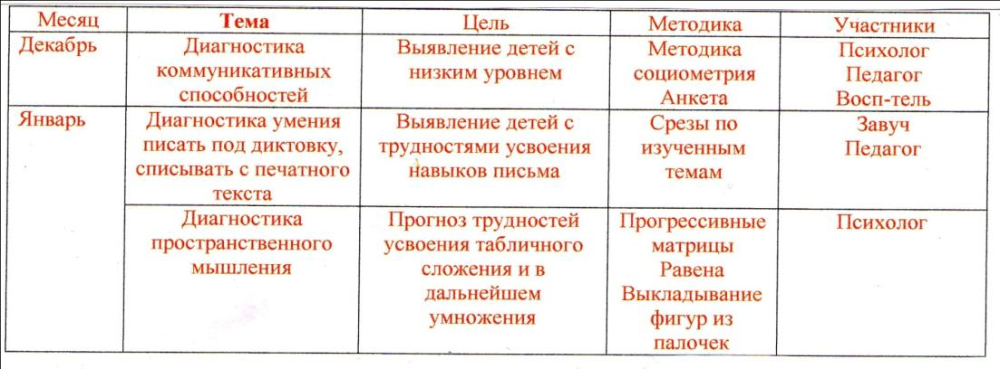 Месяц Тема Цель Методика Участники
Декабрь
Диагностика
коммуникативных
способностей
Выявление детей с
низким уровнем
Методика
социометрия
Анкета
Психолог
Педагог
Восп-тель
Январь
Диагностика умения
писать под диктовку,
списывать с печатного
текста
Выявление детей с
трудностями усвоения
навыков письма
Срезы по
изученным
темам
Завуч
Педагог
Диагностика
пространственного
мышления
Прогноз трудностей
усвоения табличного
сложения и в
дальнейшем
умножения
Прогрессивные
матрицы
Равена
Выкладывание
фигур из
палочек
Психолог